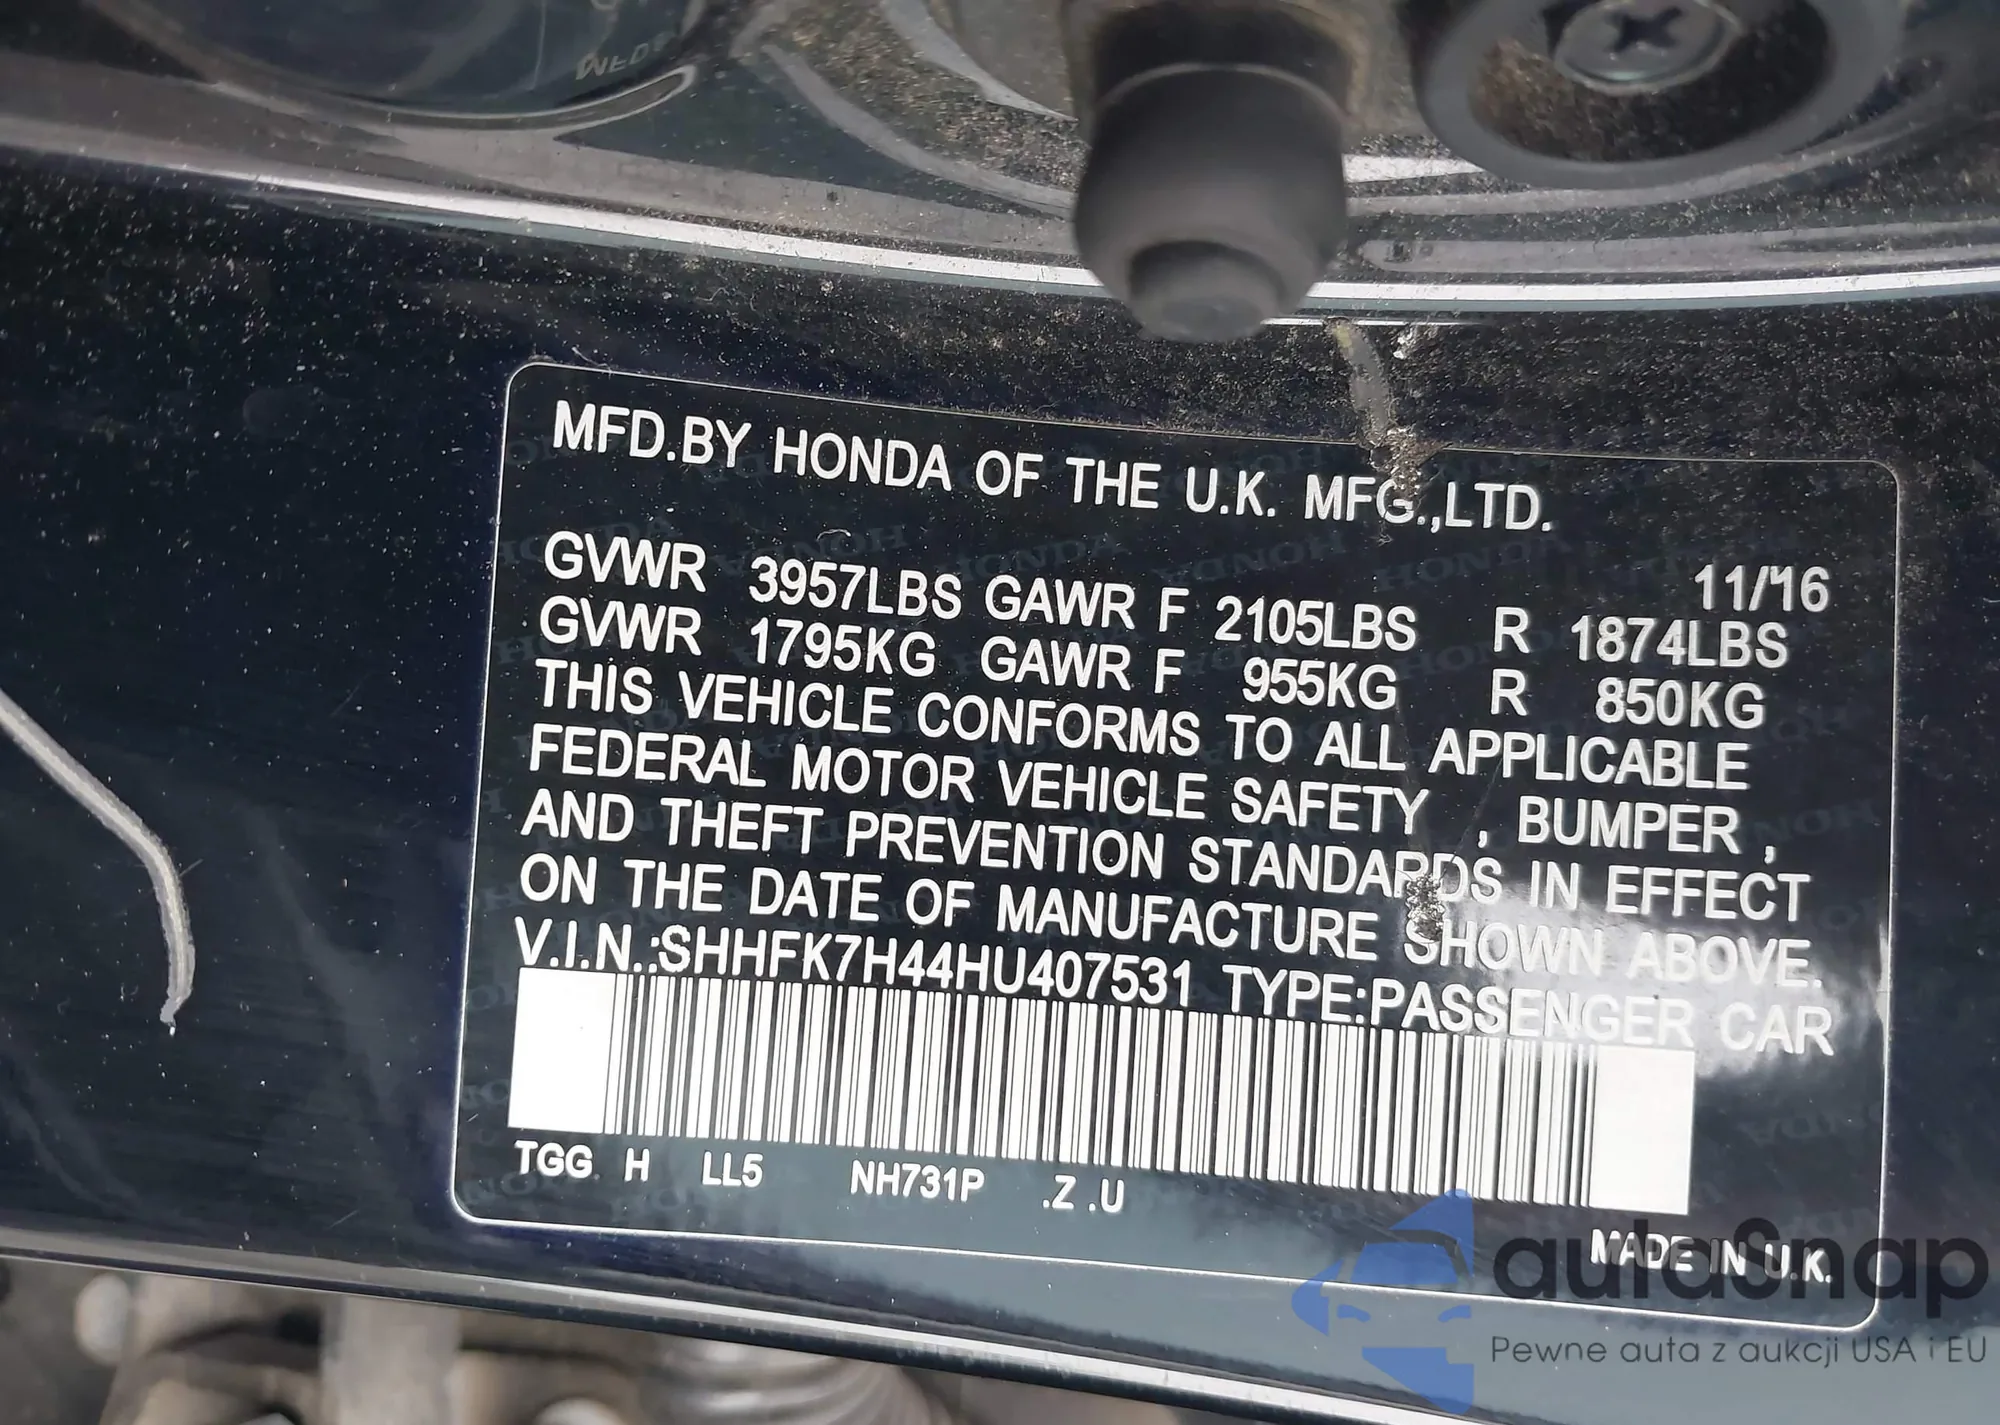 MFD.BY HONDA OF THE U.K. MFG.,LTD.
11/16
GVWR 3957LBS GAWR F 2105LBS R 1874LBS
GVWR 1795KG GAWR F 955KG R 850KG
THIS VEHICLE CONFORMS TO ALL APPLICABLE
FEDERAL MOTOR VEHICLE SAFETY , BUMPER ,
AND THEFT PREVENTION STANDARDS IN EFFECT
ON THE DATE OF MANUFACTURE SHOWN ABOVE.
V.I.N.:SHHFK7H44HU407531 TYPE:PASSENGER CAR
TGG H LL5 NH731P .Z .U
MADE IN U.K.
autosnap
Pewne auta z aukcji USA i EU